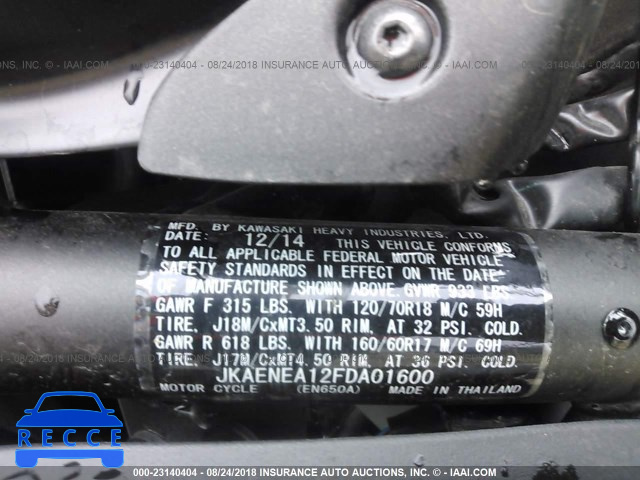 000-23140404 - 08/24/2018 INSURANCE AUTO AUCTIONS, INC. - © IAAI.COM
MFD. BY KAWASAKI HEAVY INDUSTRIES, LTD.
DATE: 12/14 THIS VEHICLE CONFORMS
TO ALL APPLICABLE FEDERAL MOTOR VEHICLE
SAFETY STANDARDS IN EFFECT ON THE DATE
OF MANUFACTURE SHOWN ABOVE. GVWR 933 LBS
GAWR F 315 LBS. WITH 120/70R18 M/C 59H
TIRE, J18M/CxMT3.50 RIM, AT 32 PSI. COLD.
GAWR R 618 LBS. WITH 160/60R17 M/C 69H
TIRE, J17M/CxMT4.50 RIM, AT 36 PSI. COLD.
JKAENEA12FDA01600
MOTOR CYCLE (EN650A) MADE IN THAILAND
RECCE
000-23140404 - 08/24/2018 INSURANCE AUTO AUCTIONS, INC. - © IAAI.COM